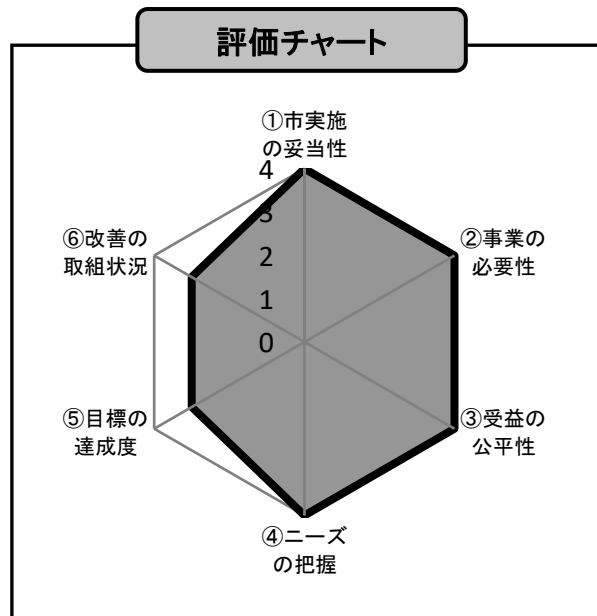 評価チャート
①市実施
の妥当性
4
3
2
1
0
②事業の
必要性
③受益の
公平性
④ニーズ
の把握
⑤目標の
達成度
⑥改善の
取組状況